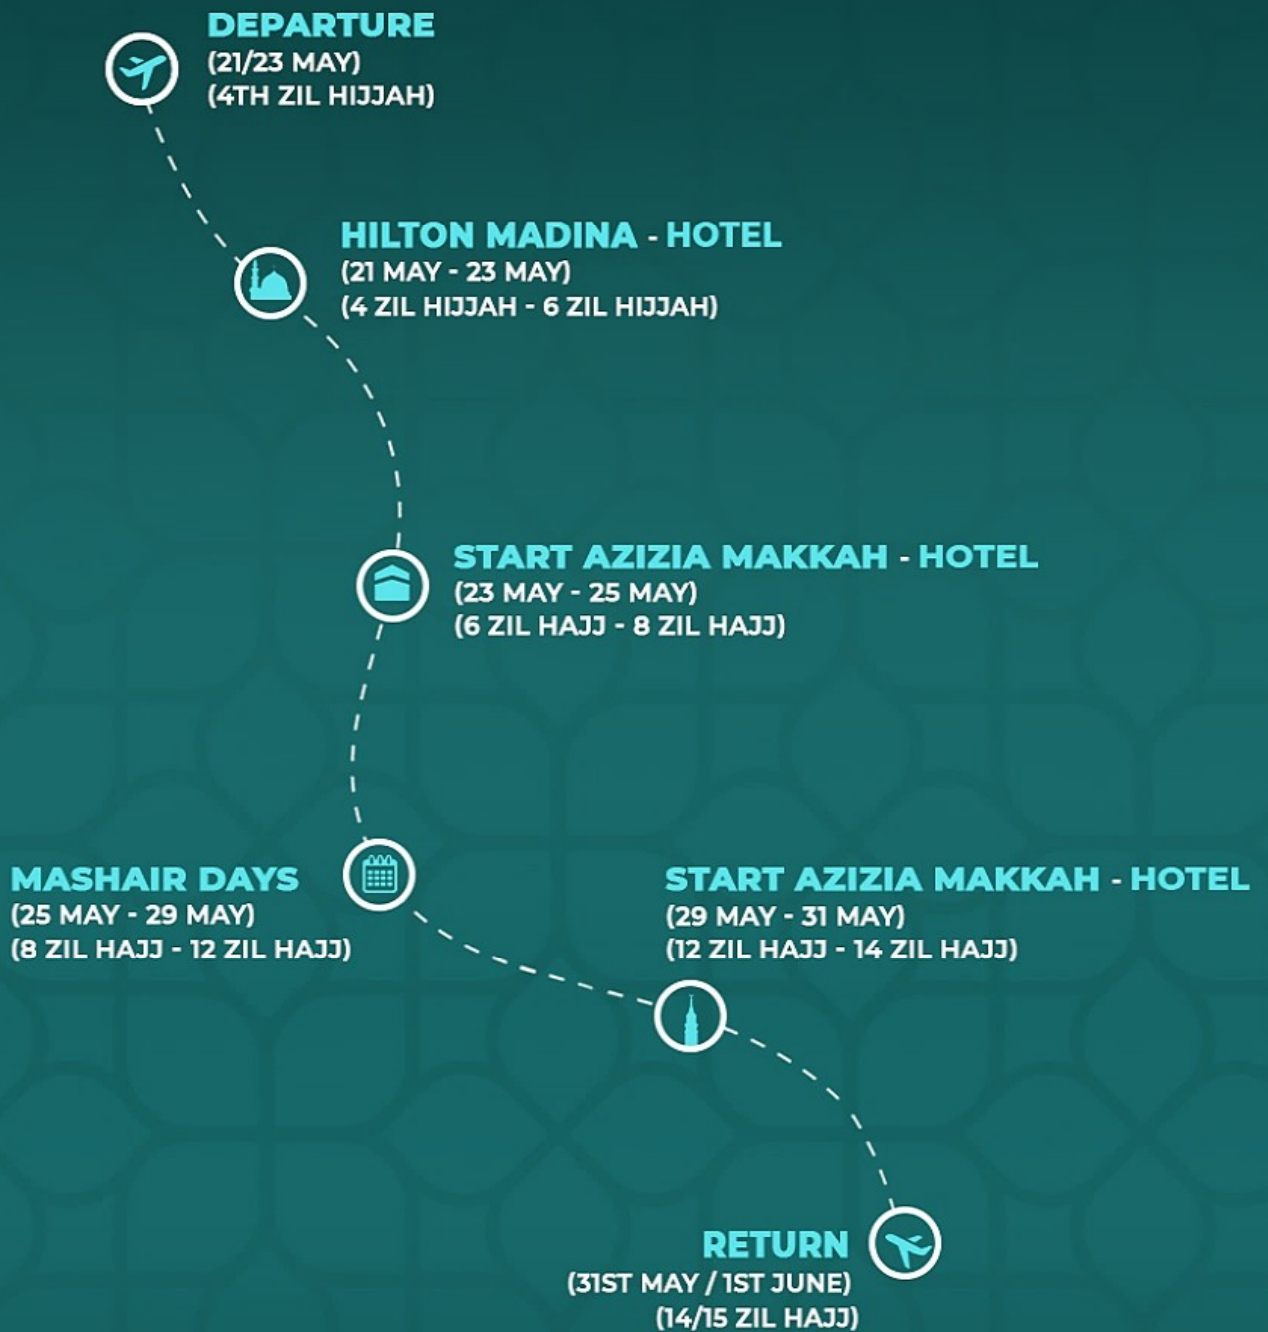 DEPARTURE
(21/23 MAY)
(4TH ZIL HIJJAH)
HILTON MADINA - HOTEL
(21 MAY - 23 MAY)
(4 ZIL HIJJAH - 6 ZIL HIJJAH)
START AZIZIA MAKKAH - HOTEL
(23 MAY - 25 MAY)
(6 ZIL HAJJ - 8 ZIL HAJJ)
MASHAIR DAYS
(25 MAY - 29 MAY)
(8 ZIL HAJJ - 12 ZIL HAJJ)
START AZIZIA MAKKAH - HOTEL
(29 MAY - 31 MAY)
(12 ZIL HAJJ - 14 ZIL HAJJ)
RETURN
(31ST MAY / 1ST JUNE)
(14/15 ZIL HAJJ)